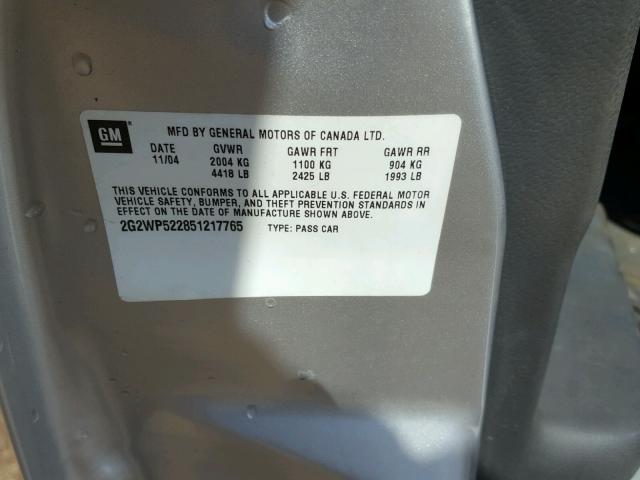 GM
MFD BY GENERAL MOTORS OF CANADA LTD.
DATE GVWR GAWR FRT GAWR RR
11/04 2004 KG 1100 KG 904 KG
4418 LB 2425 LB 1993 LB
THIS VEHICLE CONFORMS TO ALL APPLICABLE U.S. FEDERAL MOTOR
VEHICLE SAFETY, BUMPER, AND THEFT PREVENTION STANDARDS IN
EFFECT ON THE DATE OF MANUFACTURE SHOWN ABOVE.
2G2WP522851217765 TYPE: PASS CAR